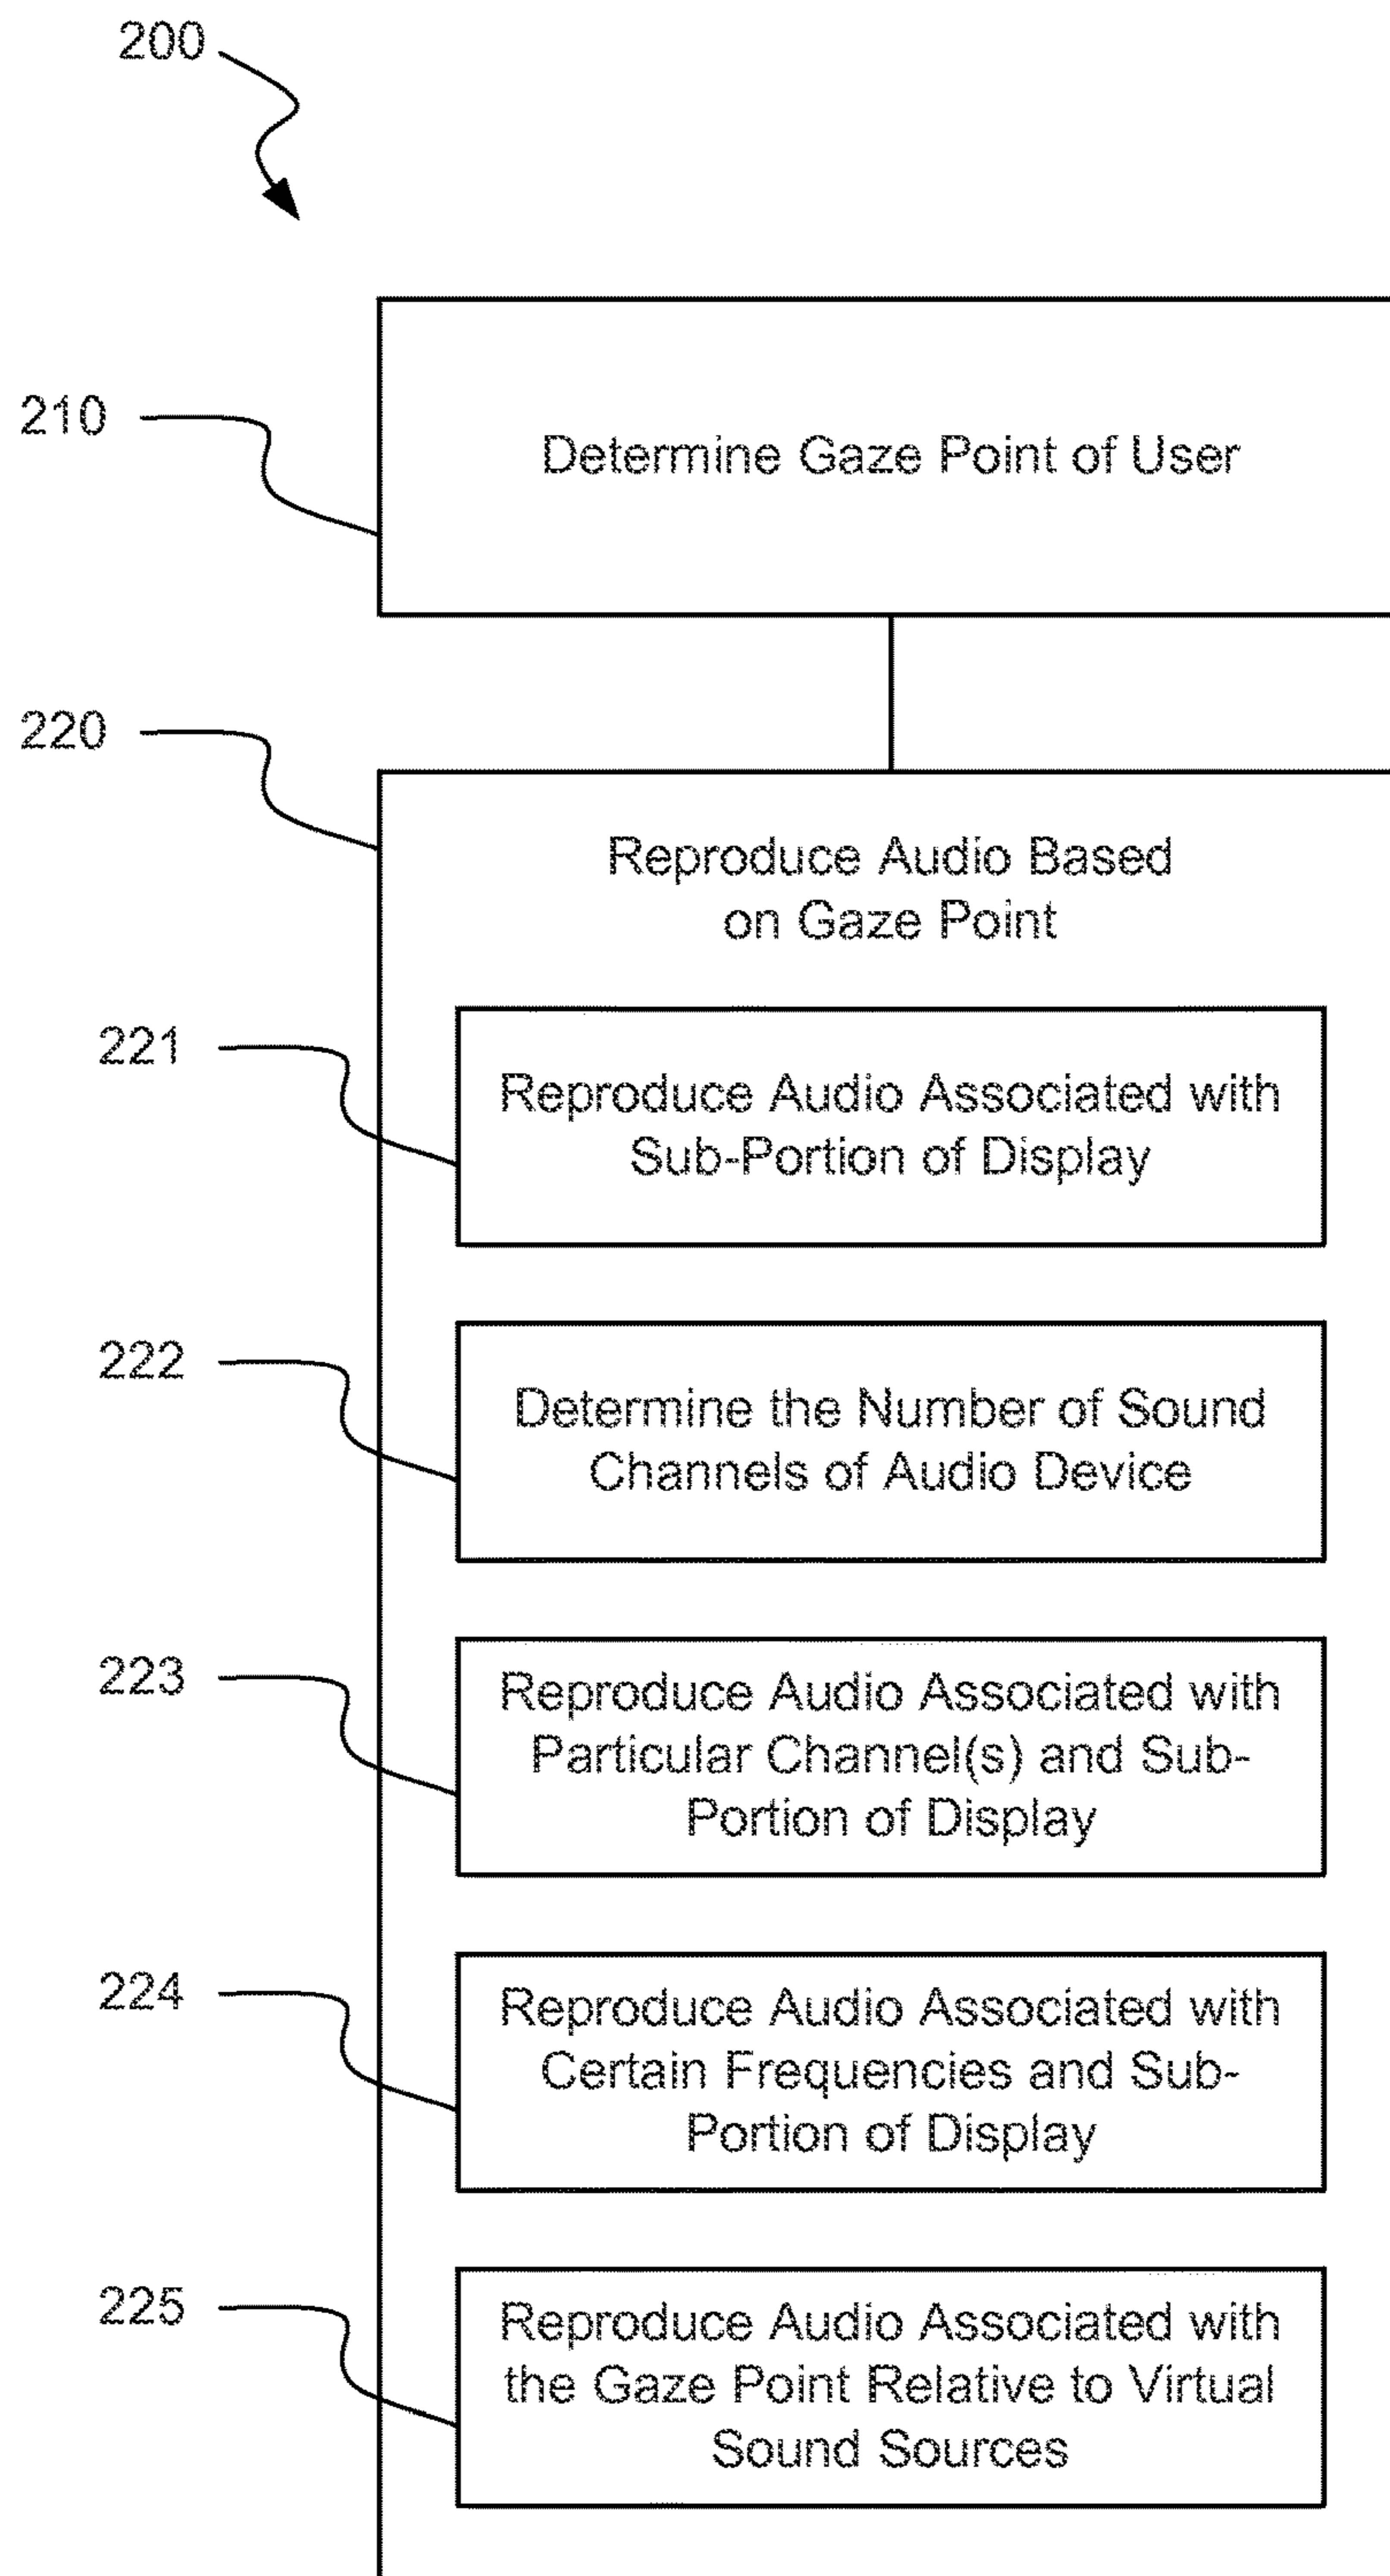 200
210
Determine Gaze Point of User
220
Reproduce Audio Based
on Gaze Point
221
Reproduce Audio Associated with
Sub-Portion of Display
222
Determine the Number of Sound
Channels of Audio Device
223
Reproduce Audio Associated with
Particular Channel(s) and Sub-
Portion of Display
224
Reproduce Audio Associated with
Certain Frequencies and Sub-
Portion of Display
225
Reproduce Audio Associated with
the Gaze Point Relative to Virtual
Sound Sources